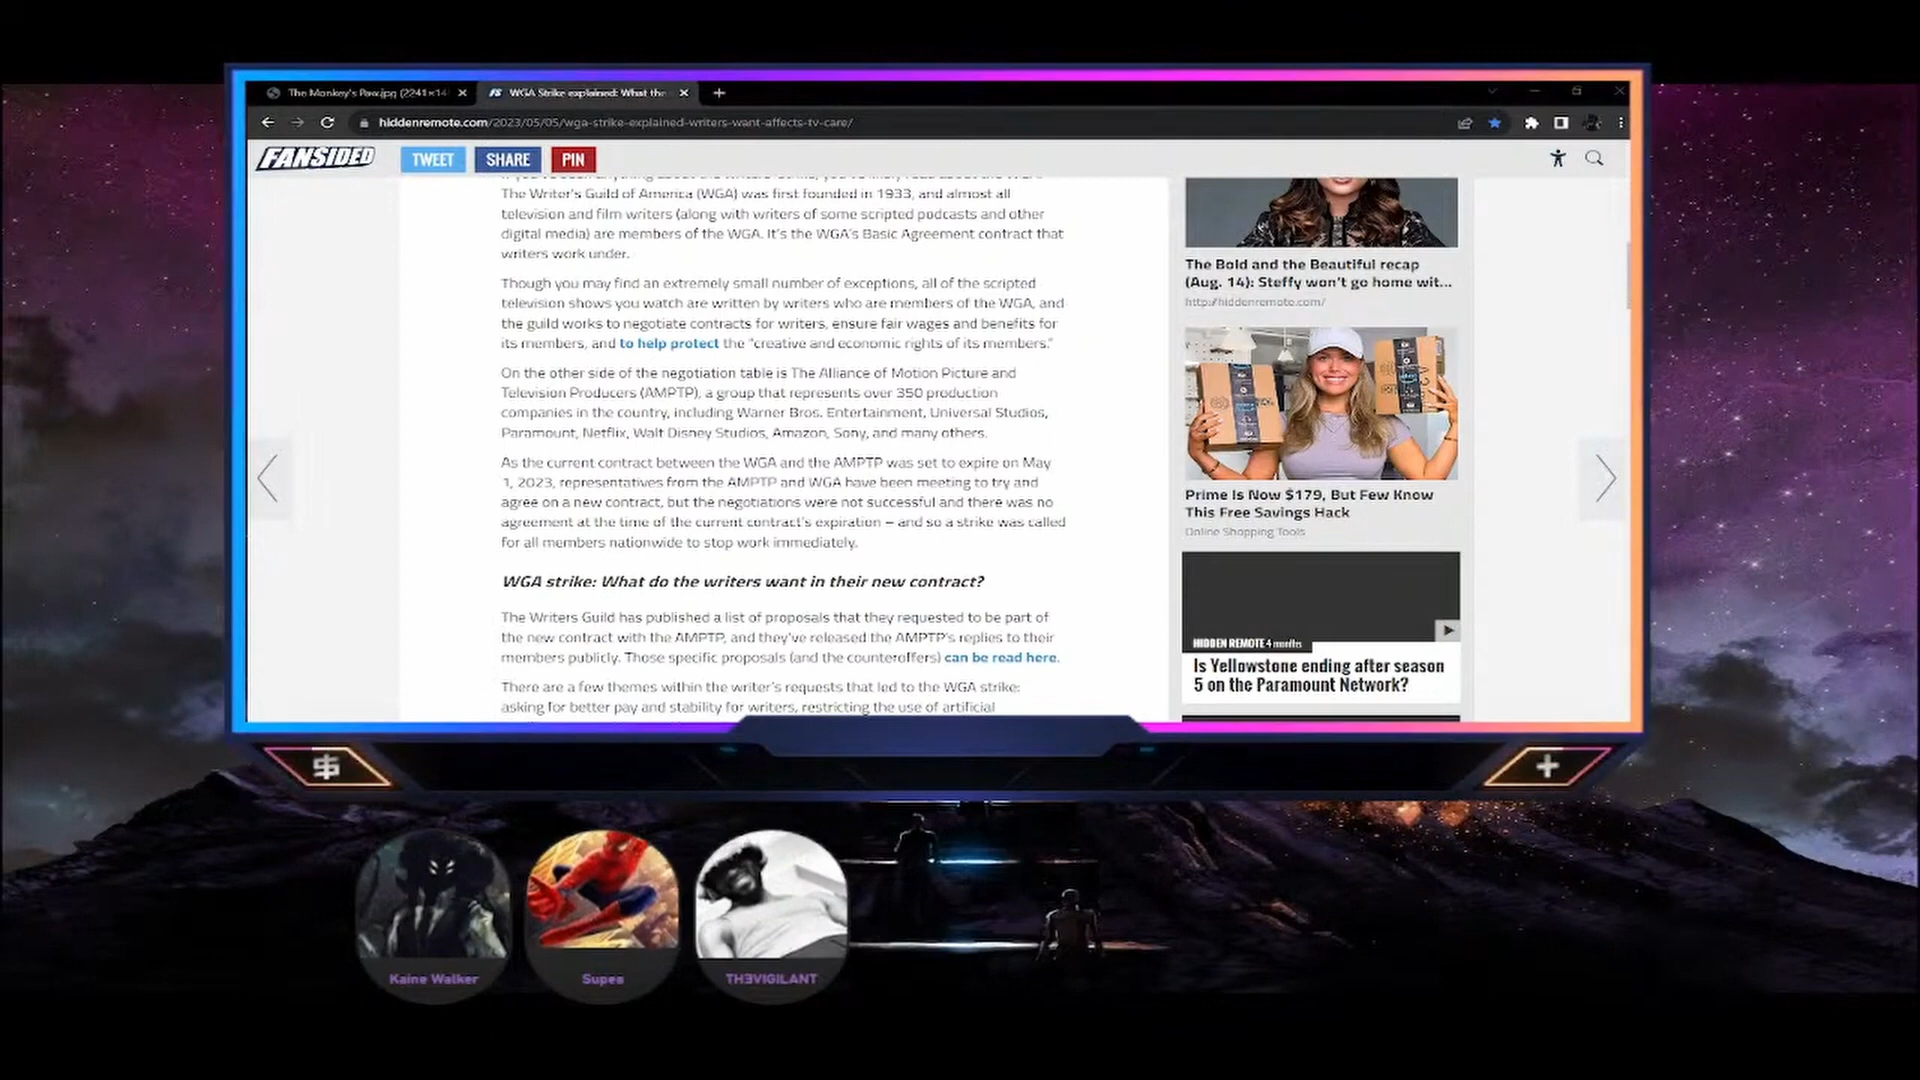 The Monkey's Paw.jpg (2241×14
WGA Strike explained: What the
hiddenremote.com/2023/05/05/wga-strike-explained-writers-want-affects-tv-care/
FANSIDED
TWEET
SHARE
PIN
The Writer's Guild of America (WGA) was first founded in 1933, and almost all
television and film writers (along with writers of some scripted podcasts and other
digital media) are members of the WGA. It's the WGA's Basic Agreement contract that
writers work under.
Though you may find an extremely small number of exceptions, all of the scripted
television shows you watch are written by writers who are members of the WGA, and
the guild works to negotiate contracts for writers, ensure fair wages and benefits for
its members, and to help protect the "creative and economic rights of its members."
On the other side of the negotiation table is The Alliance of Motion Picture and
Television Producers (AMPTP), a group that represents over 350 production
companies in the country, including Warner Bros. Entertainment, Universal Studios,
Paramount, Netflix, Walt Disney Studios, Amazon, Sony, and many others.
As the current contract between the WGA and the AMPTP was set to expire on May
1, 2023, representatives from the AMPTP and WGA have been meeting to try and
agree on a new contract, but the negotiations were not successful and there was no
agreement at the time of the current contract's expiration – and so a strike was called
for all members nationwide to stop work immediately.
WGA strike: What do the writers want in their new contract?
The Writers Guild has published a list of proposals that they requested to be part of
the new contract with the AMPTP, and they've released the AMPTP's replies to their
members publicly. Those specific proposals (and the counteroffers) can be read here.
There are a few themes within the writer's requests that led to the WGA strike:
asking for better pay and stability for writers, restricting the use of artificial
The Bold and the Beautiful recap
(Aug. 14): Steffy won't go home wit...
http://hiddenremote.com/
Prime Is Now $179, But Few Know
This Free Savings Hack
Online Shopping Tools
HIDDEN REMOTE 4 months
Is Yellowstone ending after season
5 on the Paramount Network?
$
+
Kaine Walker
Supes
TH3VIGILANT